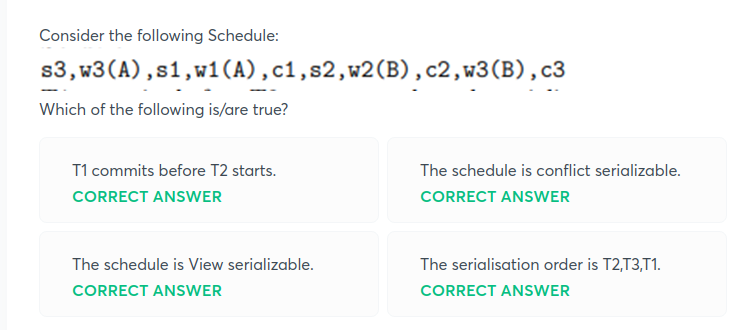 Consider the following Schedule:
s3,w3(A),s1,w1(A),c1,s2,w2(B),c2,w3(B),c3
Which of the following is/are true?
T1 commits before T2 starts.
CORRECT ANSWER
The schedule is conflict serializable.
CORRECT ANSWER
The schedule is View serializable.
CORRECT ANSWER
The serialisation order is T2,T3,T1.
CORRECT ANSWER